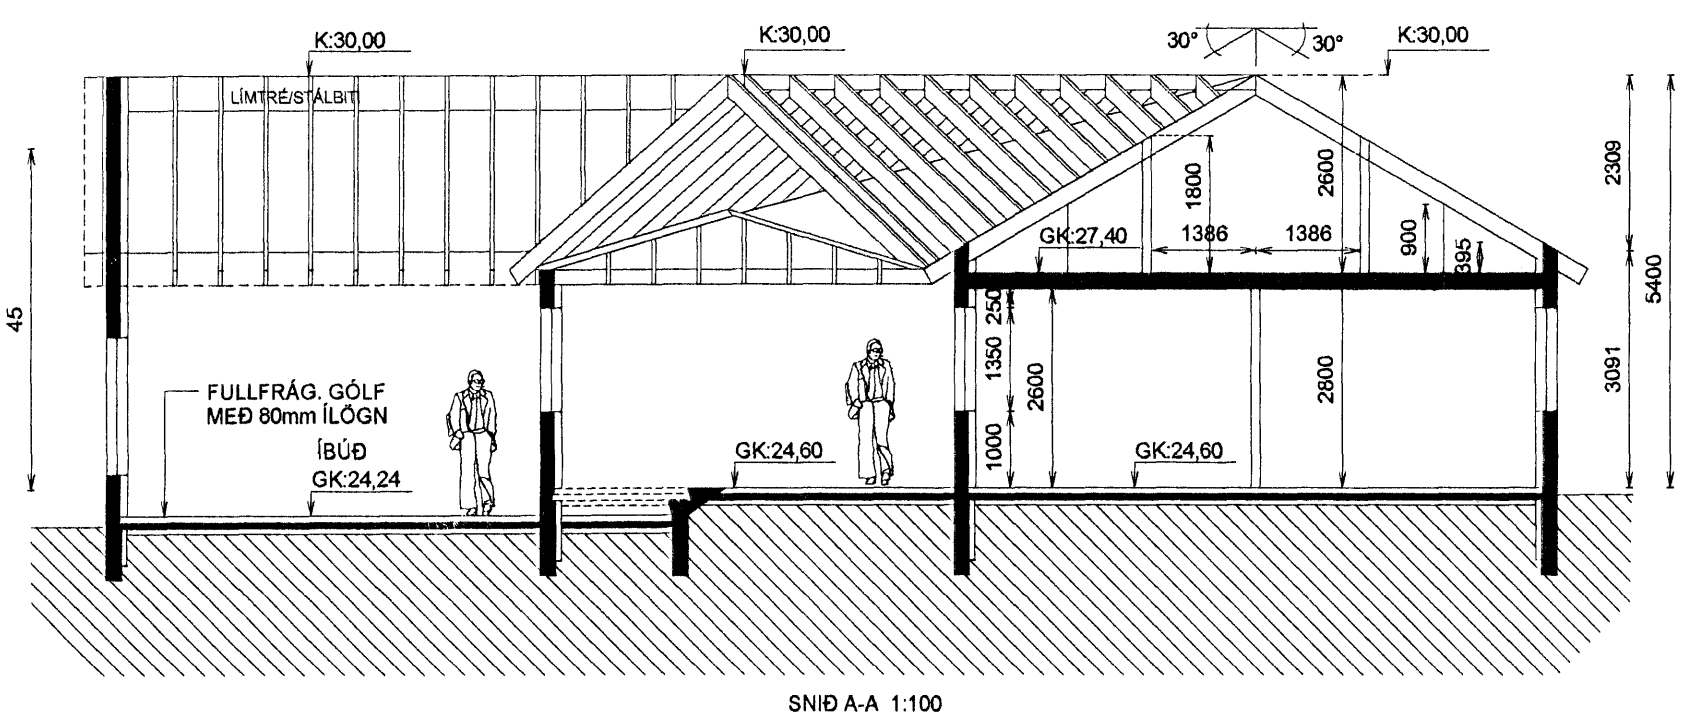 K:30,00
K:30,00
30°
30°
K:30,00
LÍMTRÉ/STÁLBITI
1800
2600
2309
GK:27,40
1386
1386
900
395
5400
45
250
1350
2600
2800
3091
1000
FULLFRÁG. GÓLF
MEÐ 80mm ÍLÖGN
ÍBÚÐ
GK:24,24
GK:24,60
GK:24,60
SNIÐ A-A 1:100